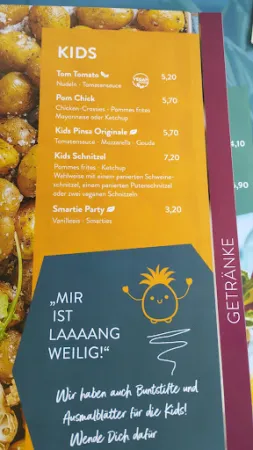 KIDS
Tom Tomato 5,20
Nudeln · Tomatensauce
Pom Chick 5,70
Chicken-Crossies · Pommes frites
Mayonnaise oder Ketchup
Kids Pinsa Originale 5,70
Tomatensauce · Mozzarella · Gouda
Kids Schnitzel 7,20
Pommes frites · Ketchup
Wahlweise mit einem panierten Schweine-
schnitzel, einem panierten Putenschnitzel
oder zwei veganen Schnitzeln
Smartie Party 3,20
Vanilleeis · Smarties
„MIR
IST
LAAAANG
WEILIG!“
Wir haben auch Buntstifte und
Ausmalblätter für die Kids!
Wende Dich dafür
GETRÄNKE
4,10
,90